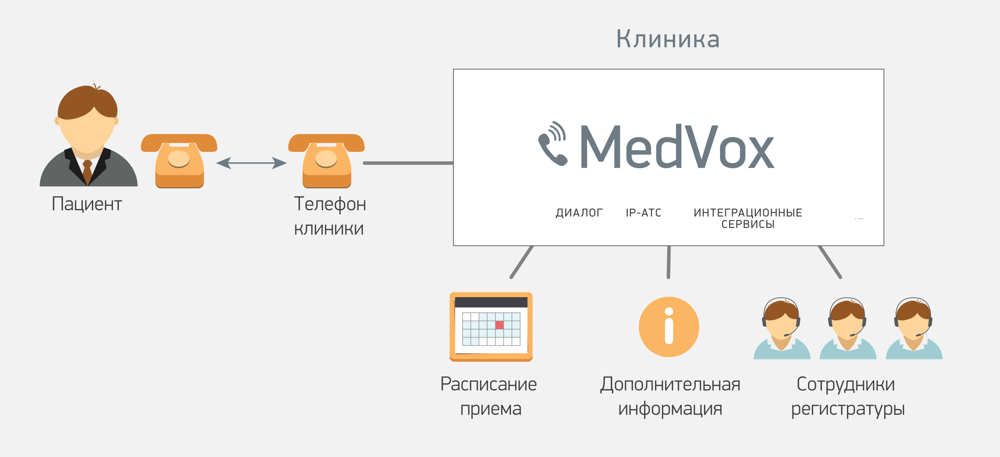 Клиника
MedVox
ДИАЛОГ
IP-АТС
ИНТЕГРАЦИОННЫЕ
СЕРВИСЫ
Пациент
Телефон
клиники
Расписание
приема
Дополнительная
информация
Сотрудники
регистратуры